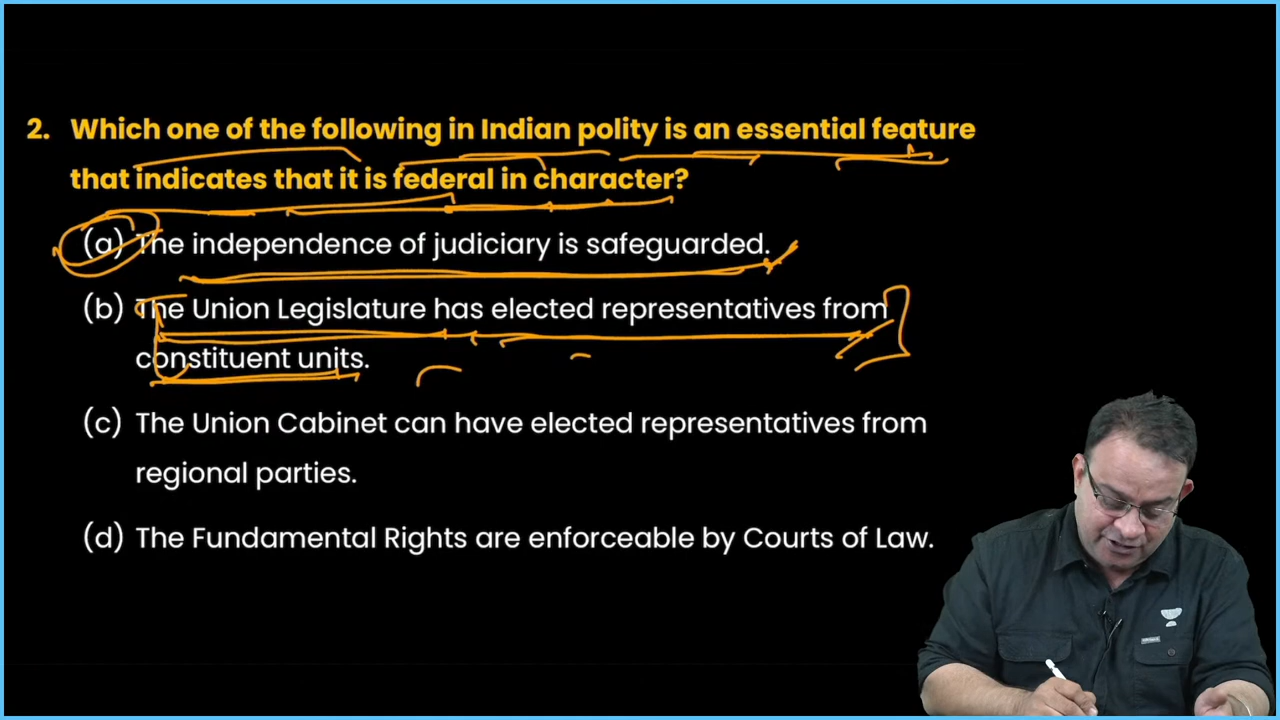 2. Which one of the following in Indian polity is an essential feature
that indicates that it is federal in character?
(a) The independence of judiciary is safeguarded.
(b) The Union Legislature has elected representatives from
constituent units.
(c) The Union Cabinet can have elected representatives from
regional parties.
(d) The Fundamental Rights are enforceable by Courts of Law.